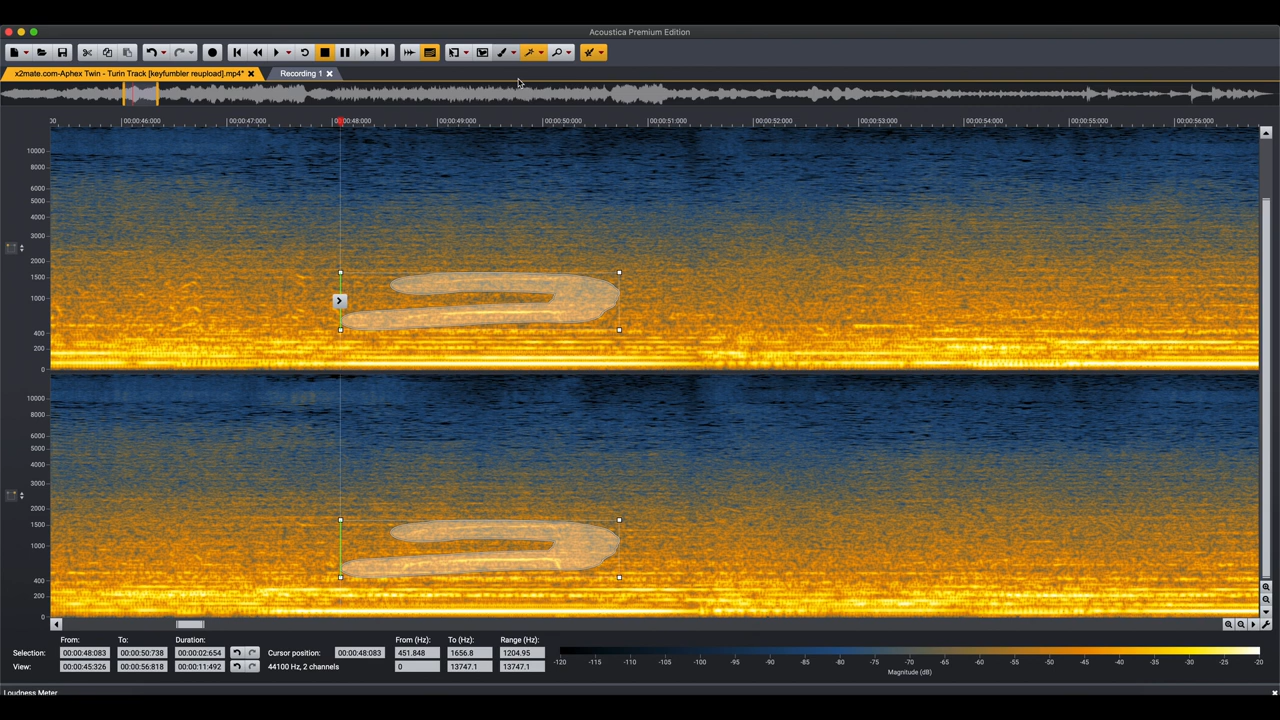 Acoustica Premium Edition
x2mate.com-Aphex Twin - Turin Track [keyfumbler reupload].mp4* Recording 1
30 00:00:46:000 00:00:47:000 00:00:48:000 00:00:49:000 00:00:50:000 00:00:51:000 00:00:52:000 00:00:53:000 00:00:54:000 00:00:55:000 00:00:56:000
10000
8000
6000
5000
4000
3000
2000
1500
1000
400
200
0
10000
8000
6000
5000
4000
3000
2000
1500
1000
400
200
0
From: To: Duration: From (Hz): To (Hz): Range (Hz):
Selection: 00:00:48:083 00:00:50:738 00:00:02:654 Cursor position: 00:00:48:083 451.848 1656.8 1204.95
View: 00:00:45:326 00:00:56:818 00:00:11:492 44100 Hz, 2 channels 0 13747.1 13747.1
-120 -115 -110 -105 -100 -95 -90 -85 -80 -75 -70 -65 -60 -55 -50 -45 -40 -35 -30 -25 -20
Magnitude (dB)
Loudness Meter